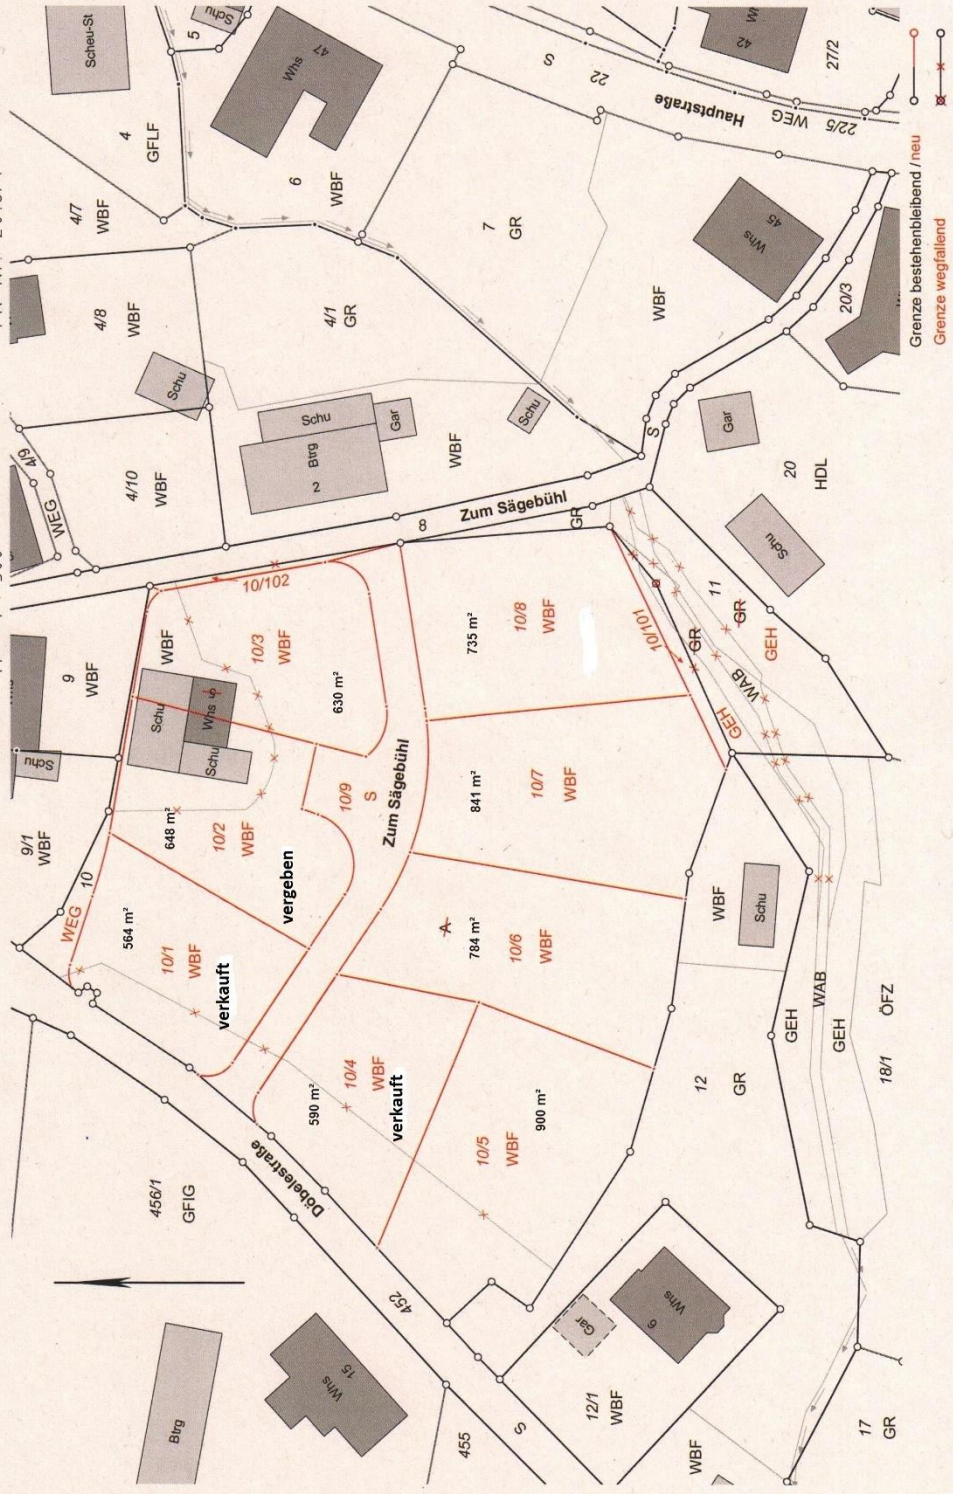 Scheu-St
Schu
5
4
GFLF
Whs
47
6
WBF
S
22
Hauptstraße
WEG
22/5
42
27/2
4/7
WBF
4/8
WBF
4/1
GR
7
GR
WBF
Whs
45
20/3
4/9
WEG
4/10
WBF
Schu
Schu
Btrg
2
Gar
WBF
Schu
S
Gar
20
HDL
Schu
8
Zum Sägebühl
GR
11
GR
GEH
9
WBF
Schu
9/1
WBF
10
WEG
WBF
Schu
Whs
5
Schu
10/102
10/3
WBF
630 m²
648 m²
10/2
WBF
vergeben
10/9
S
Zum Sägebühl
735 m²
10/8
WBF
10/101
GR
GEH
WAB
841 m²
10/7
WBF
564 m²
10/1
WBF
verkauft
A
784 m²
10/6
WBF
590 m²
10/4
WBF
verkauft
900 m²
10/5
WBF
WBF
Schu
GEH
WAB
GEH
ÖFZ
18/1
12
GR
456/1
GFIG
Döbelestraße
452
Btrg
Whs
15
455
S
Gar
Whs
6
12/1
WBF
WBF
17
GR
Grenze bestehenbleibend / neu
Grenze wegfallend